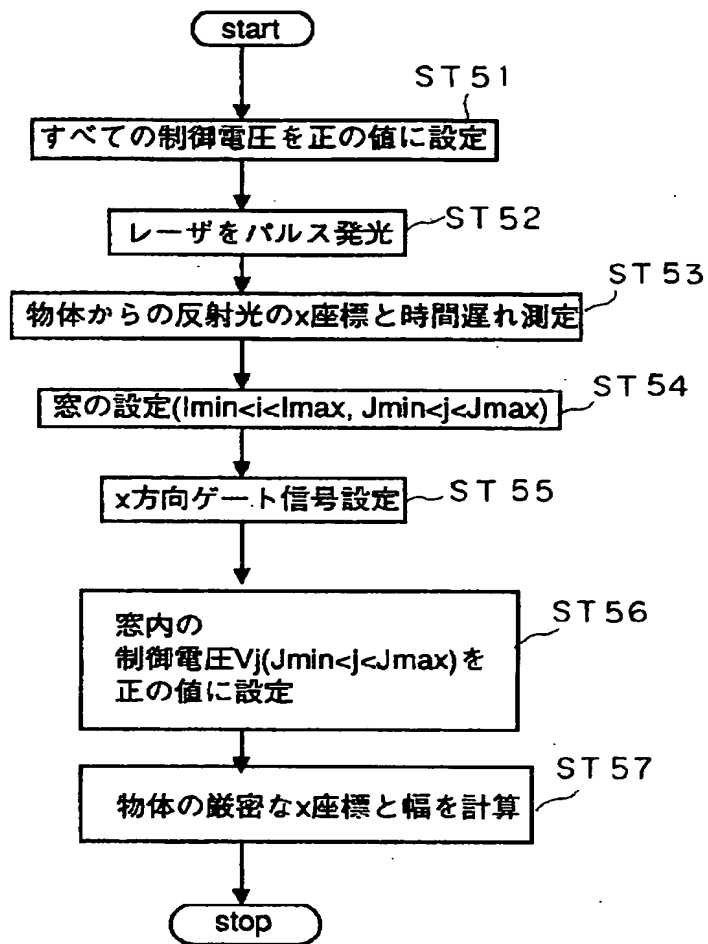 start
ST51
すべての制御電圧を正の値に設定
レーザをパルス発光
ST52
ST53
物体からの反射光のx座標と時間遅れ測定
ST54
窓の設定(Imin<i<Imax, Jmin<j<Jmax)
x方向ゲート信号設定
ST55
ST56
窓内の
制御電圧Vj(Jmin<j<Jmax)を
正の値に設定
ST57
物体の厳密なx座標と幅を計算
stop